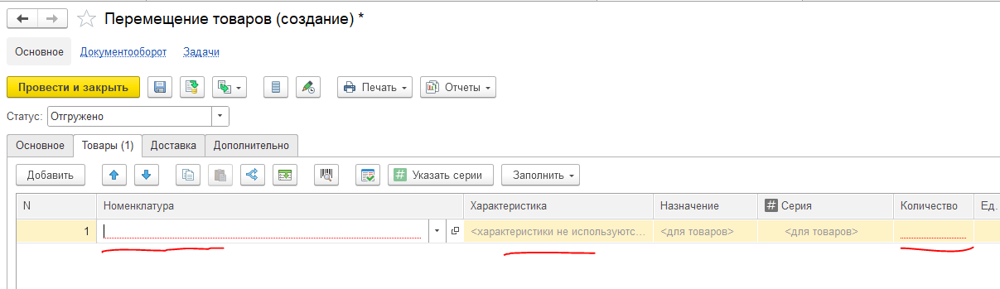 Перемещение товаров (создание) *
Основное Документооборот Задачи
Провести и закрыть Печать Отчеты
Статус: Отгружено
Основное Товары (1) Доставка Дополнительно
Добавить # Указать серии Заполнить
N Номенклатура Характеристика Назначение # Серия Количество Ед.
1 <характеристики не используютс... <для товаров> <для товаров>